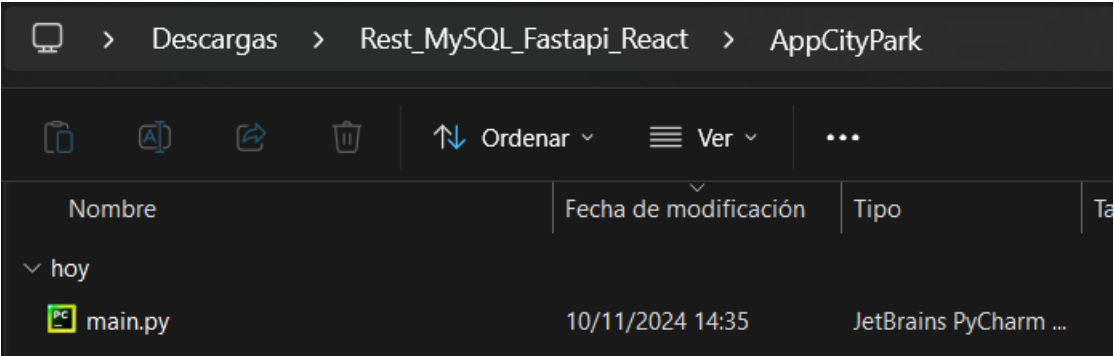 Descargas > Rest_MySQL_Fastapi_React > AppCityPark
Ordenar Ver
Nombre Fecha de modificación Tipo Ta
hoy
main.py 10/11/2024 14:35 JetBrains PyCharm ...